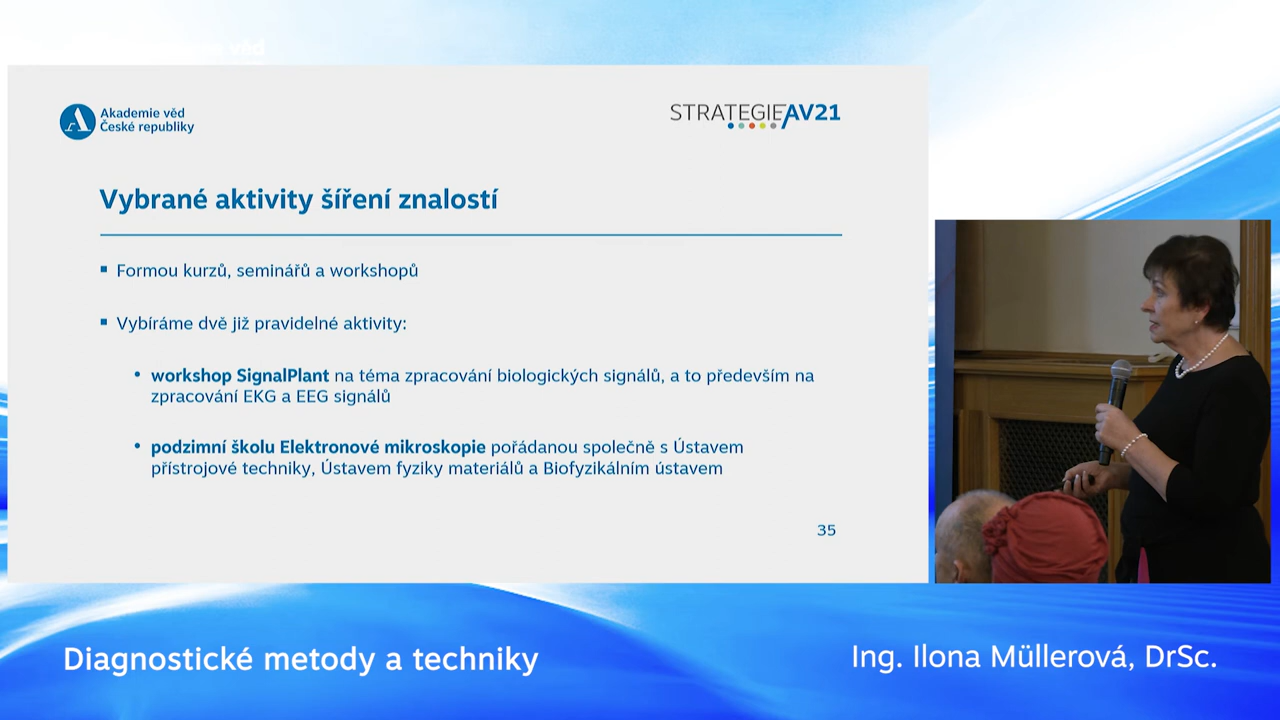 věd
Akademie věd
České republiky
STRATEGIE/AV21
Vybrané aktivity šíření znalostí
Formou kurzů, seminářů a workshopů
Vybíráme dvě již pravidelné aktivity:
workshop SignalPlant na téma zpracování biologických signálů, a to především na
zpracování EKG a EEG signálů
podzimní školu Elektronové mikroskopie pořádanou společně s Ústavem
přístrojové techniky, Ústavem fyziky materiálů a Biofyzikálním ústavem
35
Diagnostické metody a techniky
Ing. Ilona Müllerová, DrSc.